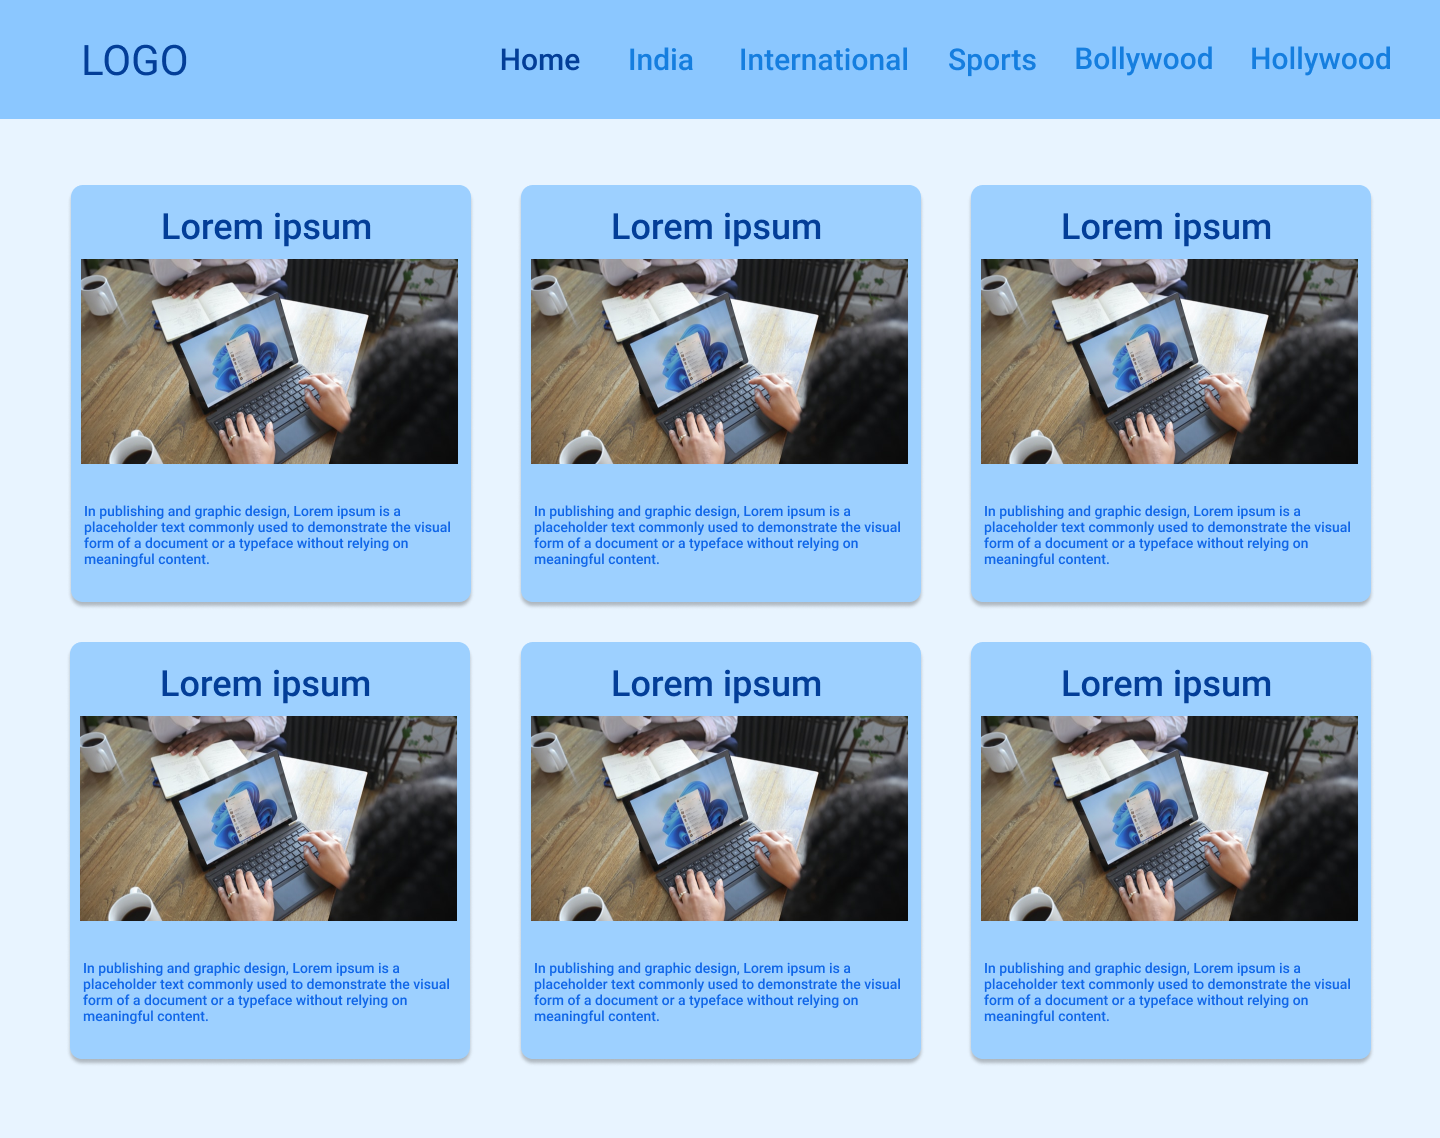 LOGO
Home India International Sports Bollywood Hollywood
Lorem ipsum
In publishing and graphic design, Lorem ipsum is a
placeholder text commonly used to demonstrate the visual
form of a document or a typeface without relying on
meaningful content.
Lorem ipsum
In publishing and graphic design, Lorem ipsum is a
placeholder text commonly used to demonstrate the visual
form of a document or a typeface without relying on
meaningful content.
Lorem ipsum
In publishing and graphic design, Lorem ipsum is a
placeholder text commonly used to demonstrate the visual
form of a document or a typeface without relying on
meaningful content.
Lorem ipsum
In publishing and graphic design, Lorem ipsum is a
placeholder text commonly used to demonstrate the visual
form of a document or a typeface without relying on
meaningful content.
Lorem ipsum
In publishing and graphic design, Lorem ipsum is a
placeholder text commonly used to demonstrate the visual
form of a document or a typeface without relying on
meaningful content.
Lorem ipsum
In publishing and graphic design, Lorem ipsum is a
placeholder text commonly used to demonstrate the visual
form of a document or a typeface without relying on
meaningful content.